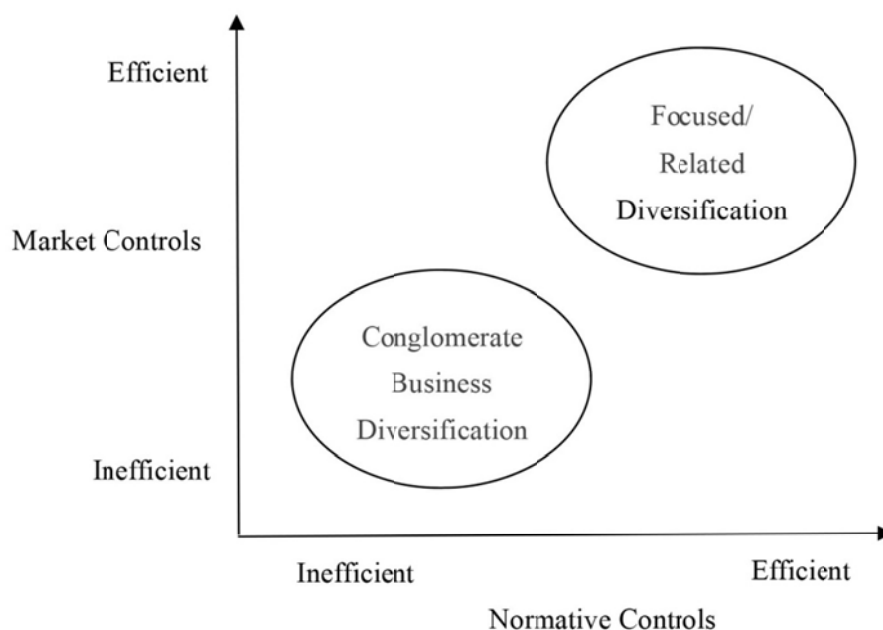 Efficient
Focused/
Related
Diversification
Market Controls
Conglomerate
Business
Diversification
Inefficient
Inefficient
Efficient
Normative Controls